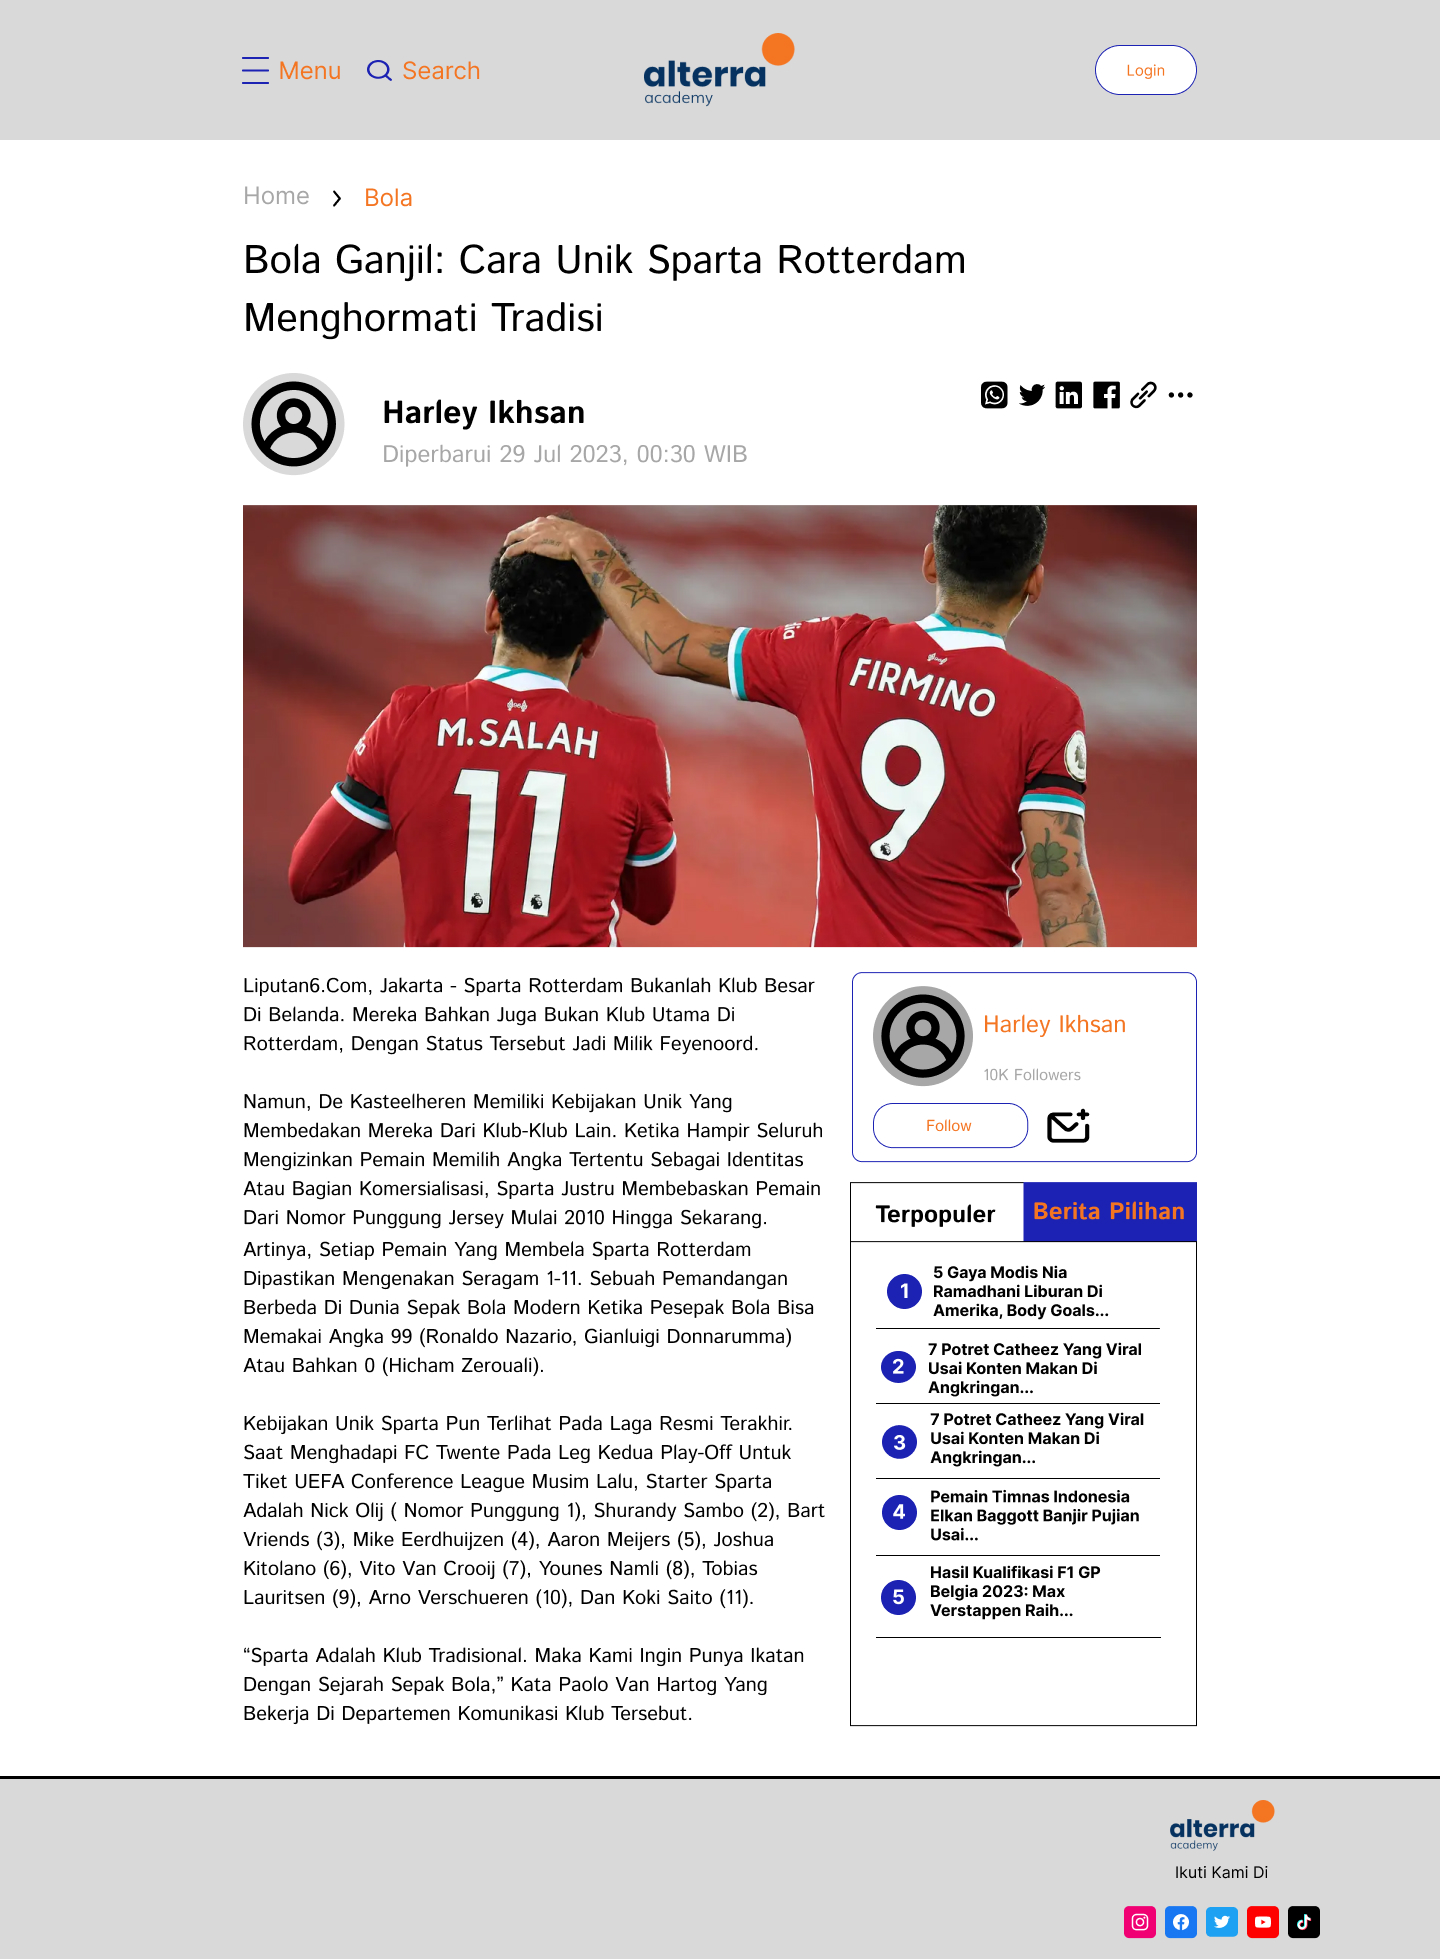 Menu
Search
alterra
academy
Login
Home
Bola
Bola Ganjil: Cara Unik Sparta Rotterdam
Menghormati Tradisi
Harley Ikhsan
Diperbarui 29 Jul 2023, 00:30 WIB
M.SALAH
11
FIRMINO
9
Liputan6.Com, Jakarta - Sparta Rotterdam Bukanlah Klub Besar
Di Belanda. Mereka Bahkan Juga Bukan Klub Utama Di
Rotterdam, Dengan Status Tersebut Jadi Milik Feyenoord.
Namun, De Kasteelheren Memiliki Kebijakan Unik Yang
Membedakan Mereka Dari Klub-Klub Lain. Ketika Hampir Seluruh
Mengizinkan Pemain Memilih Angka Tertentu Sebagai Identitas
Atau Bagian Komersialisasi, Sparta Justru Membebaskan Pemain
Dari Nomor Punggung Jersey Mulai 2010 Hingga Sekarang.
Artinya, Setiap Pemain Yang Membela Sparta Rotterdam
Dipastikan Mengenakan Seragam 1-11. Sebuah Pemandangan
Berbeda Di Dunia Sepak Bola Modern Ketika Pesepak Bola Bisa
Memakai Angka 99 (Ronaldo Nazario, Gianluigi Donnarumma)
Atau Bahkan 0 (Hicham Zerouali).
Kebijakan Unik Sparta Pun Terlihat Pada Laga Resmi Terakhir.
Saat Menghadapi FC Twente Pada Leg Kedua Play-Off Untuk
Tiket UEFA Conference League Musim Lalu, Starter Sparta
Adalah Nick Olij ( Nomor Punggung 1), Shurandy Sambo (2), Bart
Vriends (3), Mike Eerdhuijzen (4), Aaron Meijers (5), Joshua
Kitolano (6), Vito Van Crooij (7), Younes Namli (8), Tobias
Lauritsen (9), Arno Verschueren (10), Dan Koki Saito (11).
“Sparta Adalah Klub Tradisional. Maka Kami Ingin Punya Ikatan
Dengan Sejarah Sepak Bola,” Kata Paolo Van Hartog Yang
Bekerja Di Departemen Komunikasi Klub Tersebut.
Harley Ikhsan
10K Followers
Follow
Terpopuler
Berita Pilihan
1
5 Gaya Modis Nia
Ramadhani Liburan Di
Amerika, Body Goals...
2
7 Potret Catheez Yang Viral
Usai Konten Makan Di
Angkringan...
3
7 Potret Catheez Yang Viral
Usai Konten Makan Di
Angkringan...
4
Pemain Timnas Indonesia
Elkan Baggott Banjir Pujian
Usai...
5
Hasil Kualifikasi F1 GP
Belgia 2023: Max
Verstappen Raih...
alterra
academy
Ikuti Kami Di